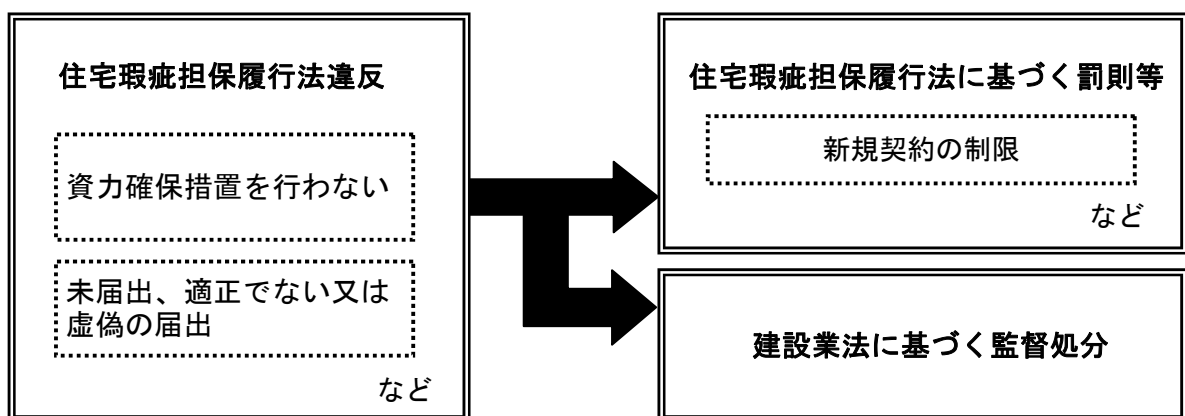 住宅瑕疵担保履行法違反
資力確保措置を行わない
未届出、適正でない又は
虚偽の届出
など
住宅瑕疵担保履行法に基づく罰則等
新規契約の制限
など
建設業法に基づく監督処分